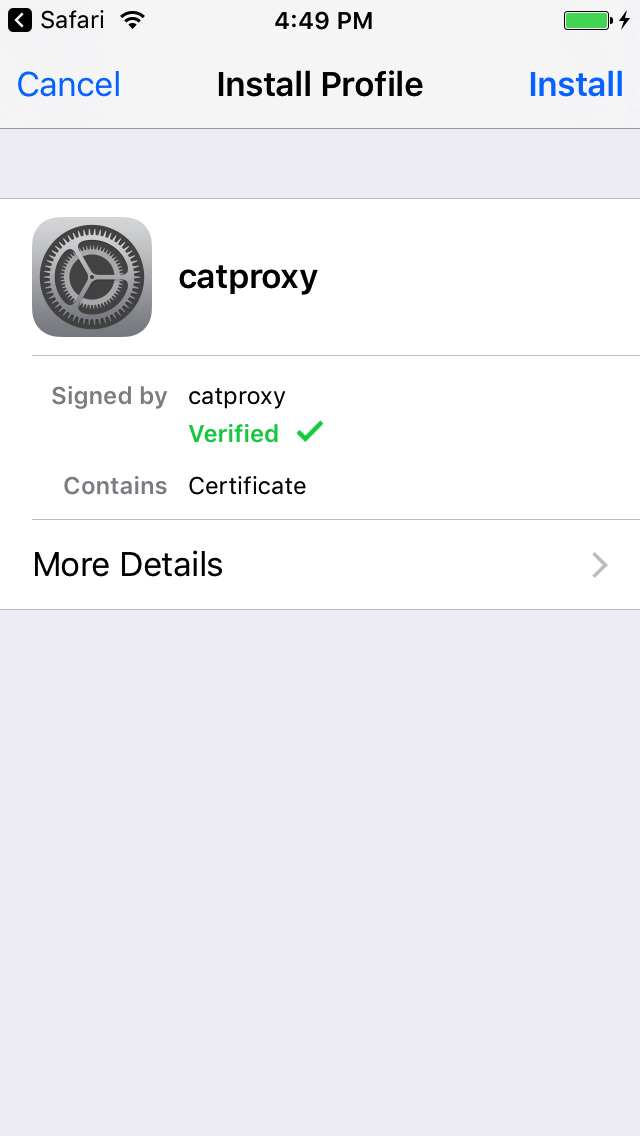 Safari 4:49 PM
Cancel Install Profile Install
catproxy
Signed by catproxy
Verified
Contains Certificate
More Details